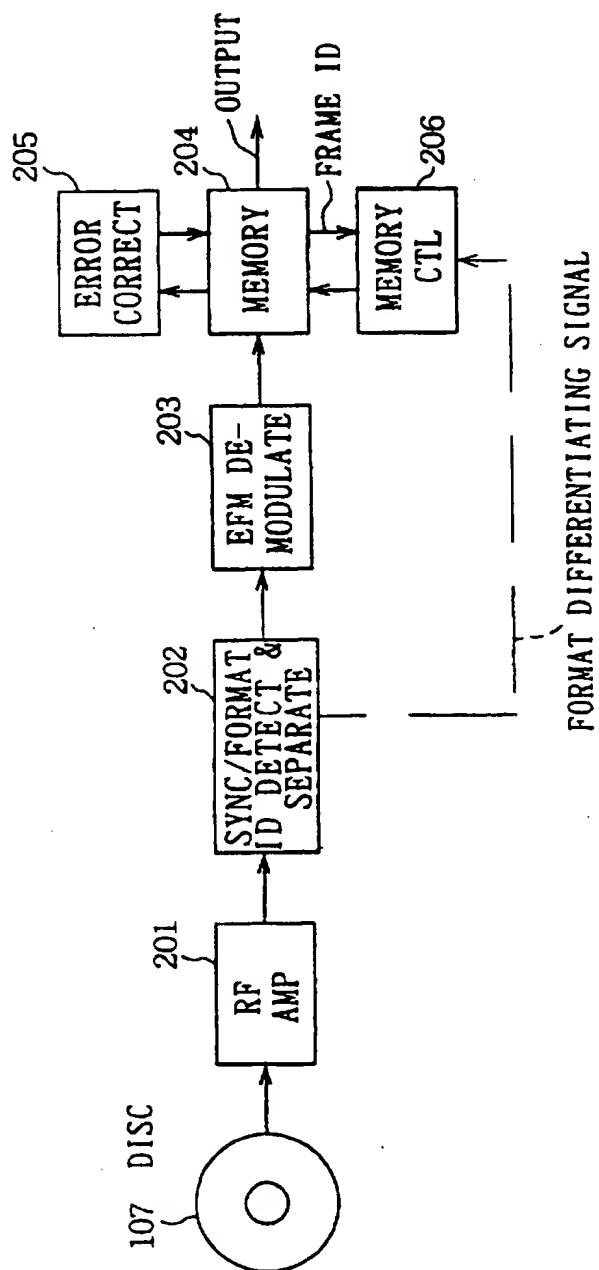 107 DISC
201
RF
AMP
202
SYNC/FORMAT
ID DETECT &
SEPARATE
203
EFM DE-
MODULATE
205
ERROR
CORRECT
204
MEMORY
OUTPUT
FRAME ID
206
MEMORY
CTL
FORMAT DIFFERENTIATING SIGNAL